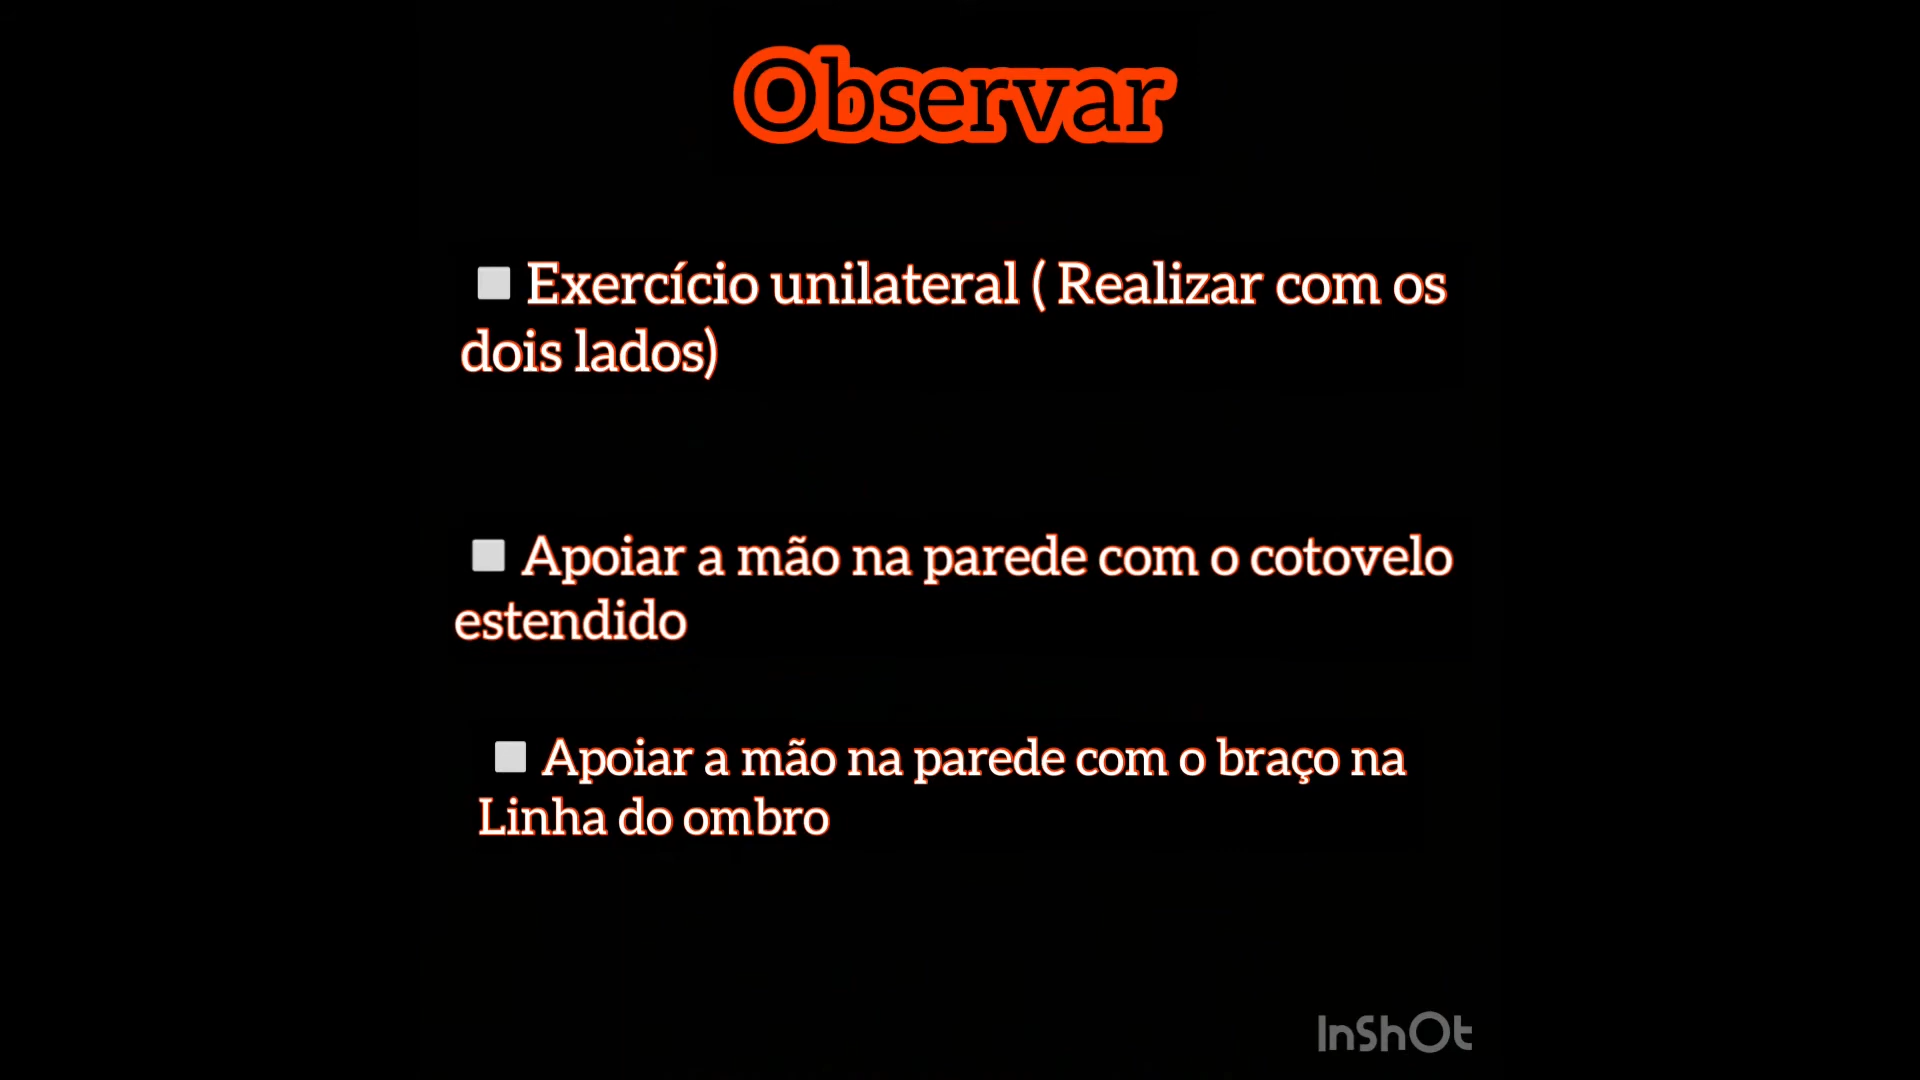 Observar
◻️ Exercício unilateral ( Realizar com os
dois lados)
◻️ Apoiar a mão na parede com o cotovelo
estendido
◻️ Apoiar a mão na parede com o braço na
Linha do ombro
InShOt